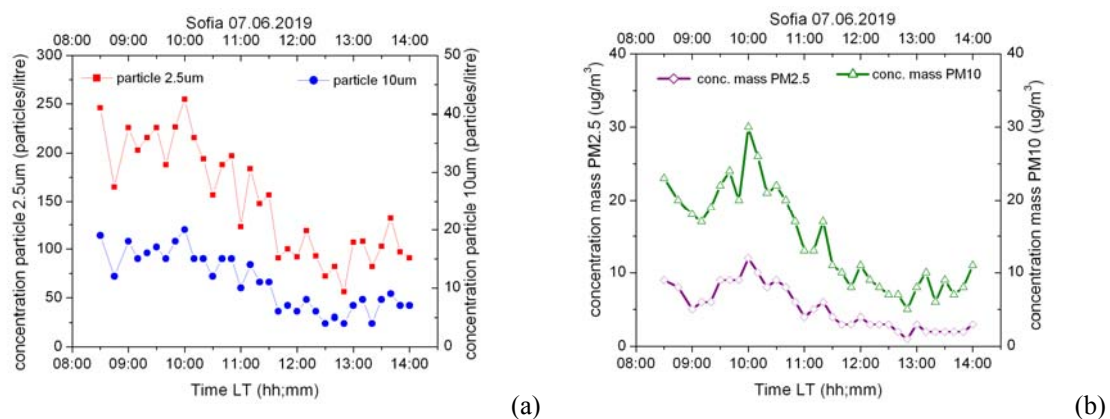 Sofia 07.06.2019
08:00 09:00 10:00 11:00 12:00 13:00 14:00
300
250
200
150
100
50
0
concentration particle 2.5um (particles/litre)
particle 2.5um
particle 10um
50
40
30
20
10
0
concentration particle 10um (particles/litre)
08:00 09:00 10:00 11:00 12:00 13:00 14:00
Time LT (hh;mm)
(a)
Sofia 07.06.2019
08:00 09:00 10:00 11:00 12:00 13:00 14:00
40
30
20
10
0
concentration mass PM2.5 (ug/m³)
conc. mass PM2.5
conc. mass PM10
40
30
20
10
0
concentration mass PM10 (ug/m³)
08:00 09:00 10:00 11:00 12:00 13:00 14:00
Time LT (hh;mm)
(b)